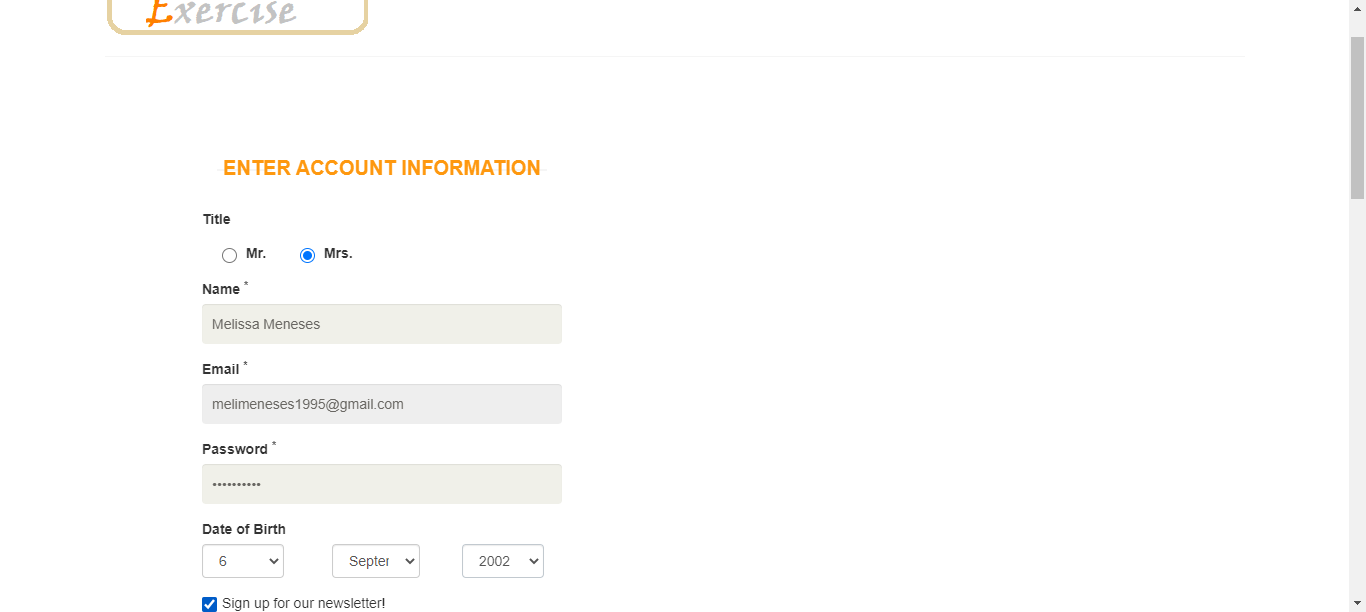 Exercise
ENTER ACCOUNT INFORMATION
Title
Mr. Mrs.
Name *
Melissa Meneses
Email *
melimeneses1995@gmail.com
Password *
••••••••••
Date of Birth
6 Septer 2002
Sign up for our newsletter!